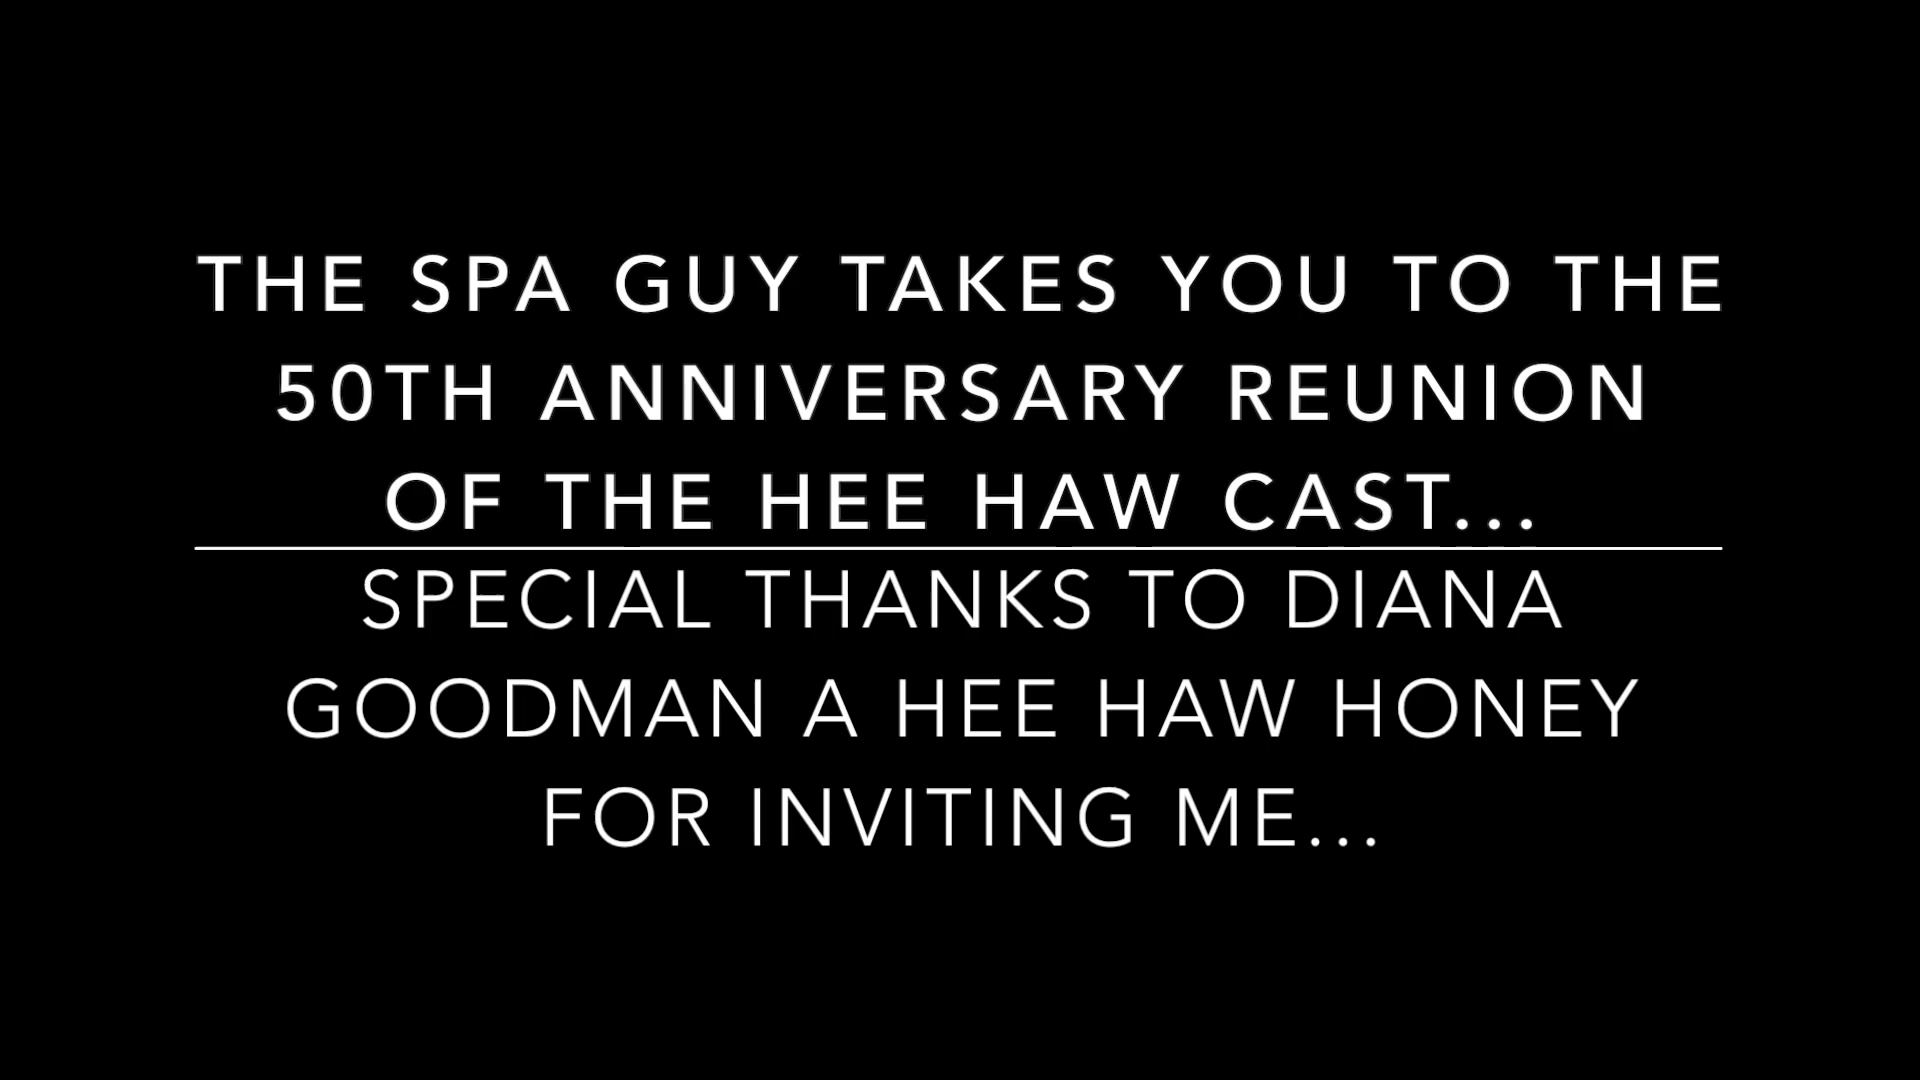 THE SPA GUY TAKES YOU TO THE
50TH ANNIVERSARY REUNION
OF THE HEE HAW CAST...
SPECIAL THANKS TO DIANA
GOODMAN A HEE HAW HONEY
FOR INVITING ME...